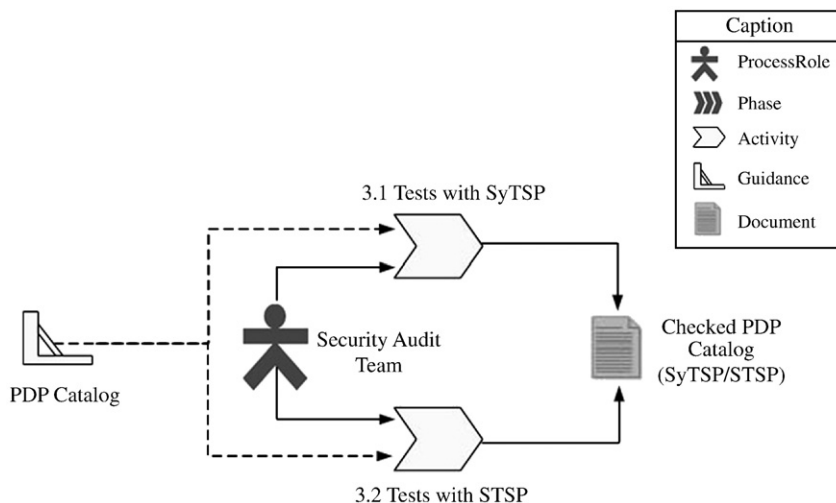 Caption
ProcessRole
Phase
Activity
Guidance
Document
3.1 Tests with SyTSP
Security Audit
Team
PDP Catalog
Checked PDP
Catalog
(SyTSP/STSP)
3.2 Tests with STSP